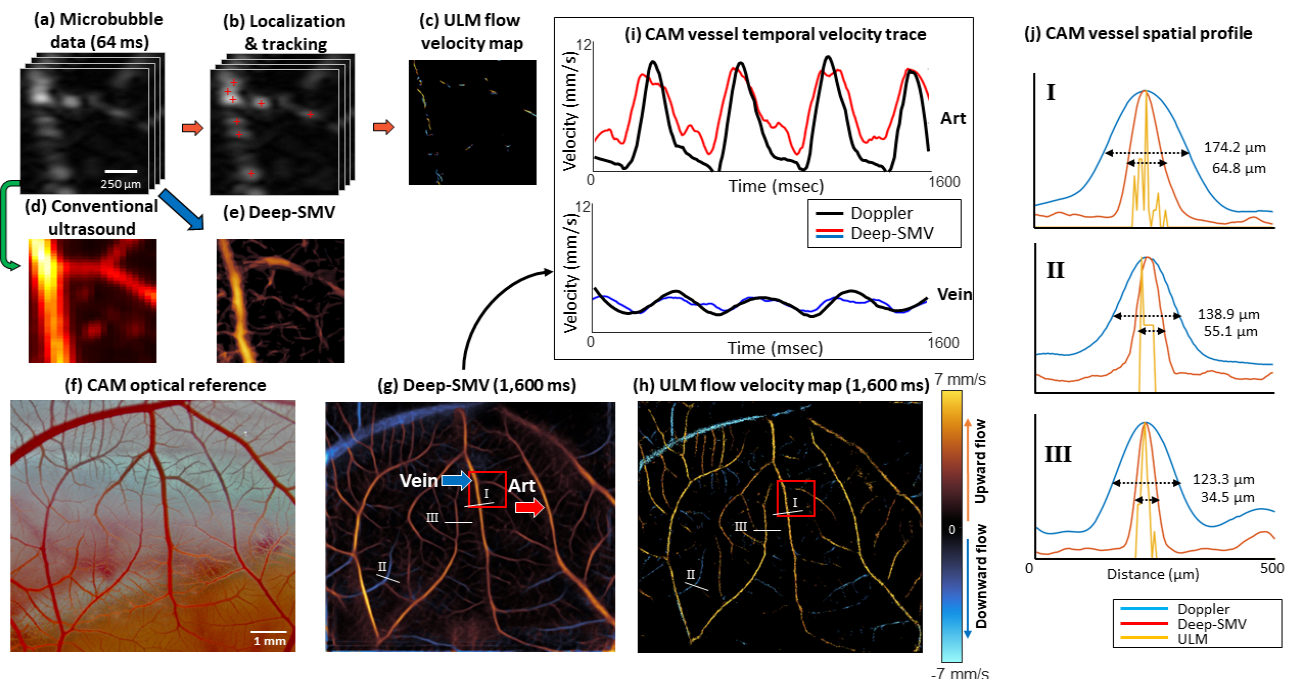 (a) Microbubble
data (64 ms)
250 µm
(b) Localization
& tracking
(c) ULM flow
velocity map
(d) Conventional
ultrasound
(e) Deep-SMV
(i) CAM vessel temporal velocity trace
12
Velocity (mm/s)
Art
0
Time (msec)
1600
Doppler
Deep-SMV
12
Velocity (mm/s)
Vein
0
Time (msec)
1600
(j) CAM vessel spatial profile
I
174.2 µm
64.8 µm
II
138.9 µm
55.1 µm
III
123.3 µm
34.5 µm
0
Distance (µm)
500
Doppler
Deep-SMV
ULM
(f) CAM optical reference
1 mm
(g) Deep-SMV (1,600 ms)
Vein
Art
I
III
II
(h) ULM flow velocity map (1,600 ms)
I
III
II
7 mm/s
Upward flow
0
Downward flow
-7 mm/s